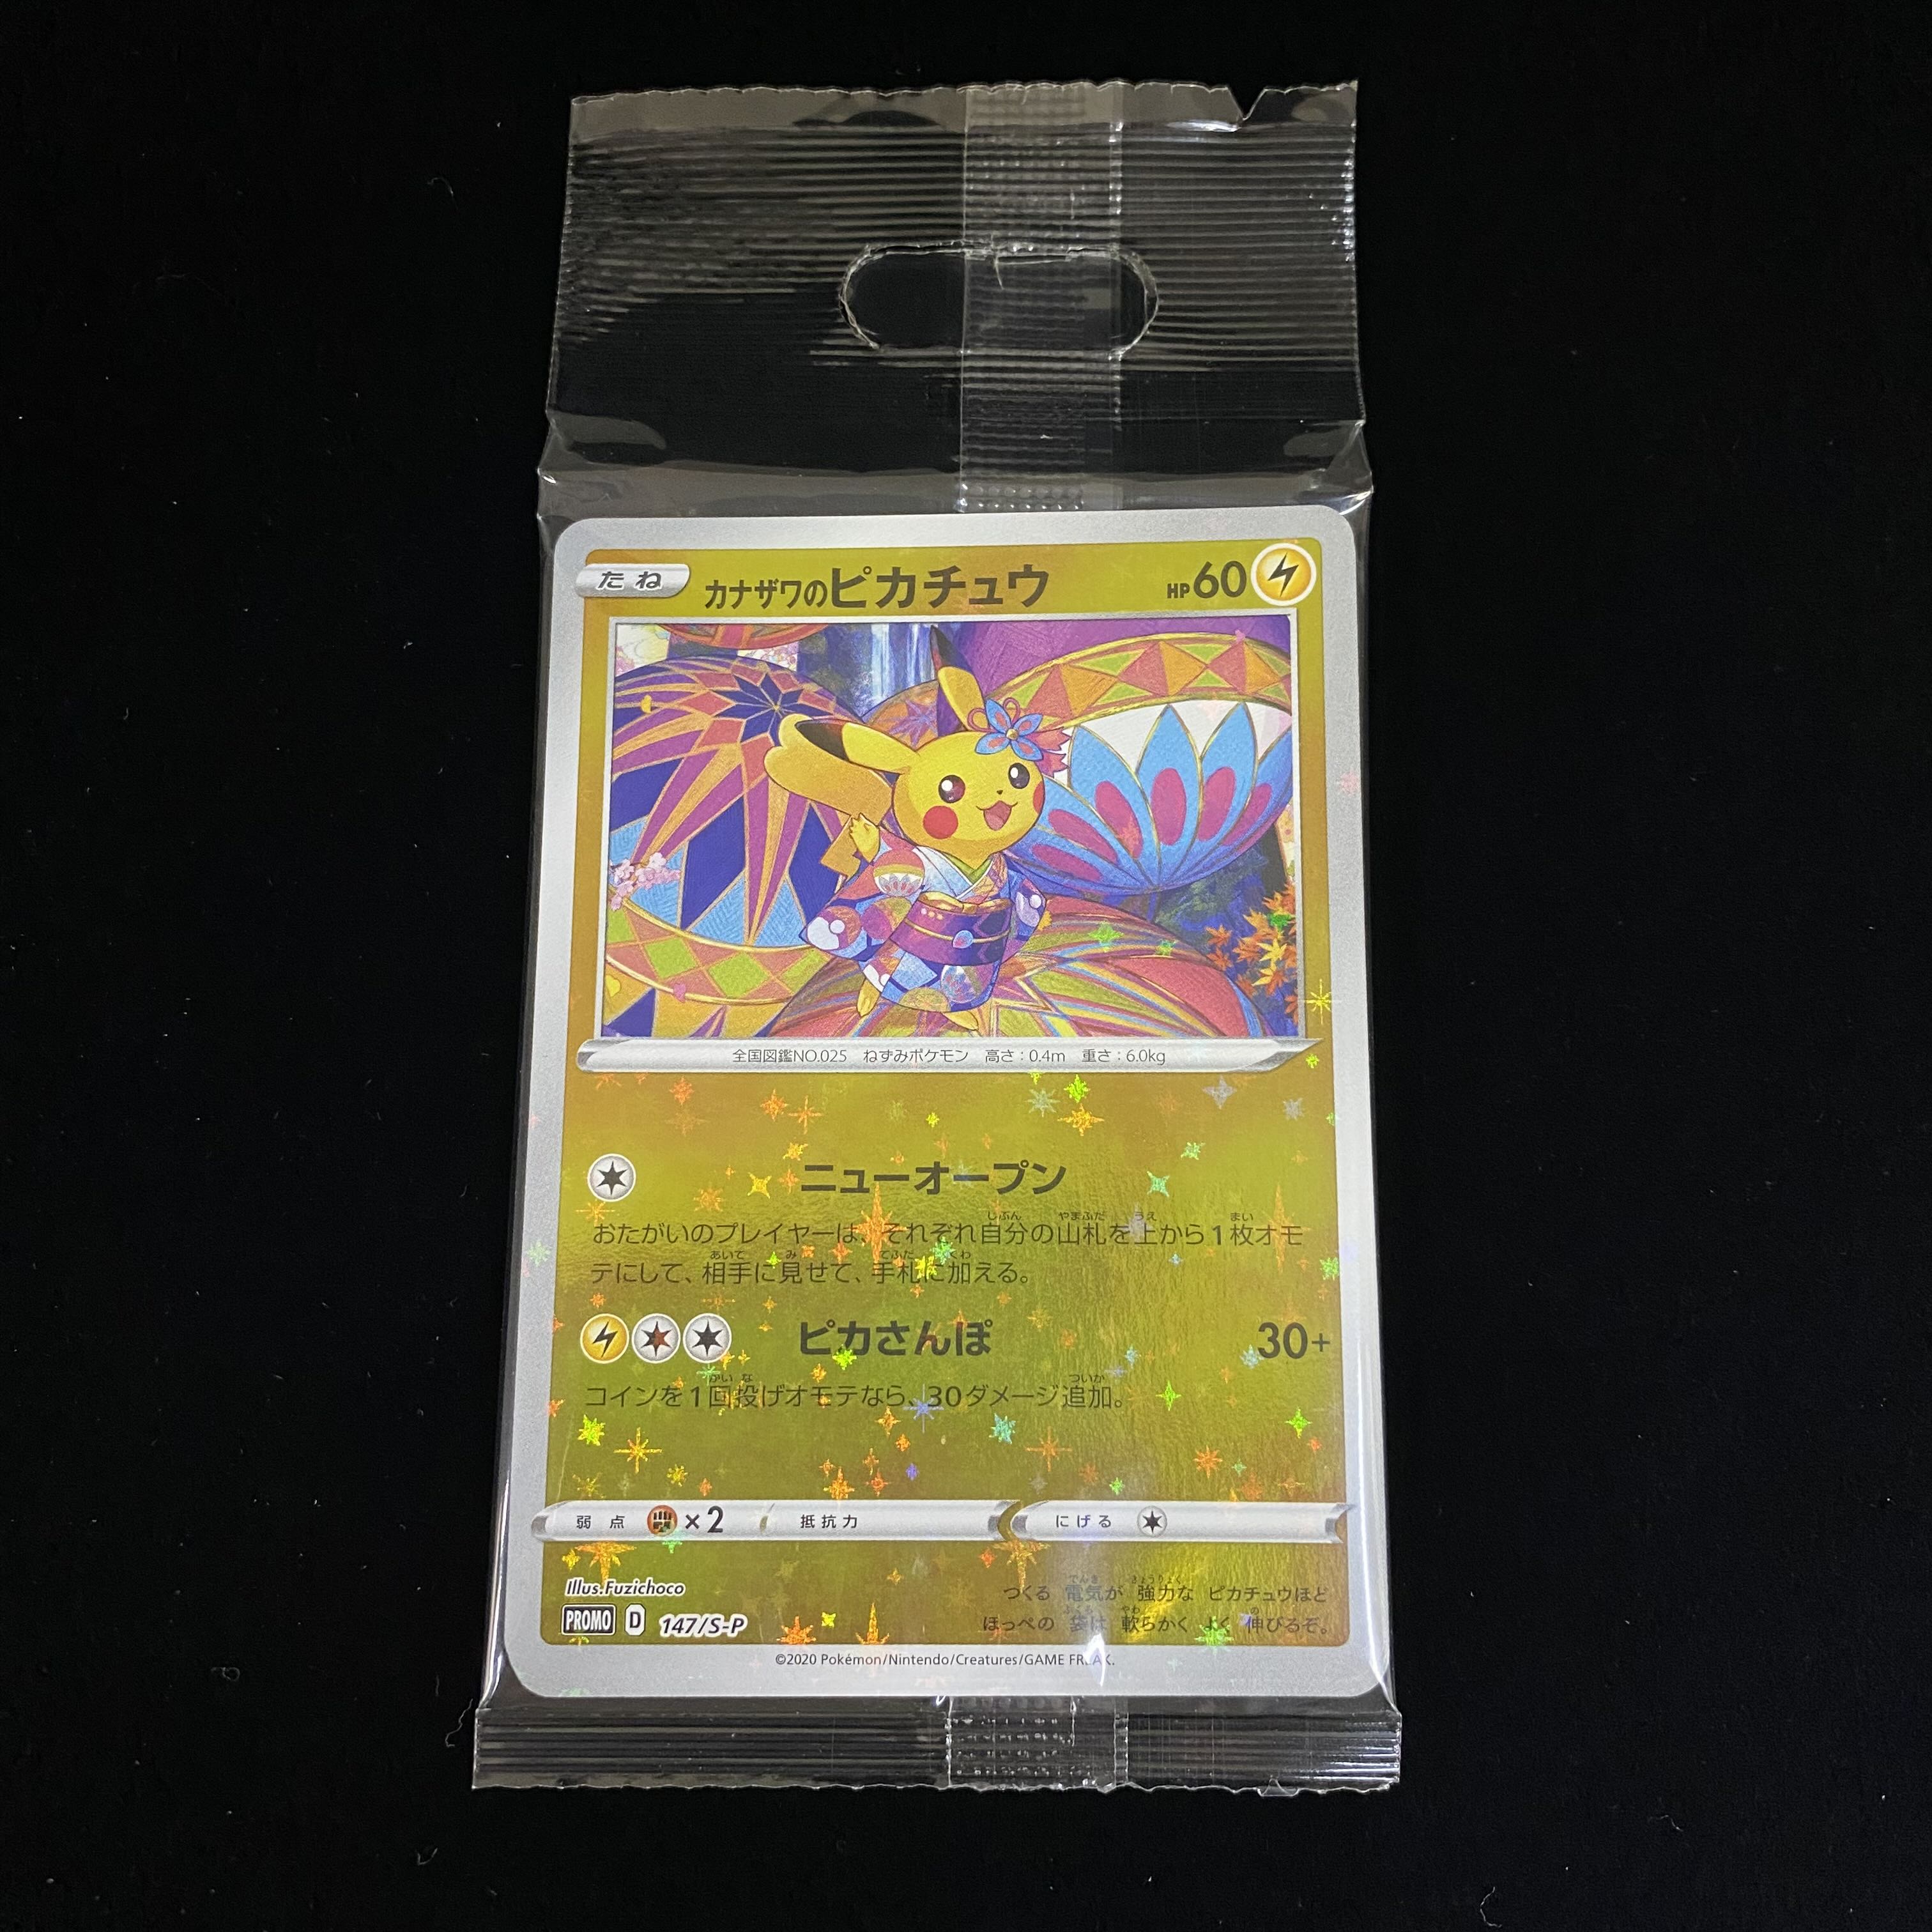 たね カナザワのピカチュウ HP60
全国図鑑NO.025 ねずみポケモン 高さ：0.4m 重さ：6.0kg
ニューオープン
おたがいのプレイヤーは、それぞれ自分の山札を上から1枚オモ
テにして、相手に見せて、手札に加える。
ピカさんぽ 30+
コインを1回投げオモテなら、30ダメージ追加。
弱点 ×2 抵抗力 にげる
Illus.Fuzichoco
つくる 電気が 強力な ピカチュウほど
ほっぺの 袋は 軟らかく よく 伸びるぞ。
PROMO D 147/S-P
©2020 Pokémon/Nintendo/Creatures/GAME FREAK.